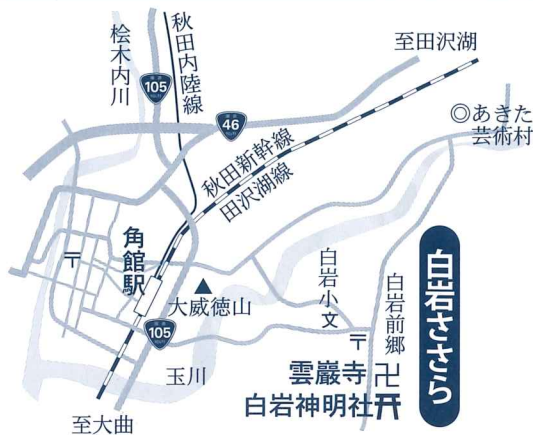 桧木内川
秋田内陸線
至田沢湖
105
46
◎あきた
芸術村
秋田新幹線
田沢湖線
角館駅
〒
大威徳山
白岩小文
白岩前郷
白岩ささら
105
〒
玉川
雲巖寺卍
白岩神明社
至大曲